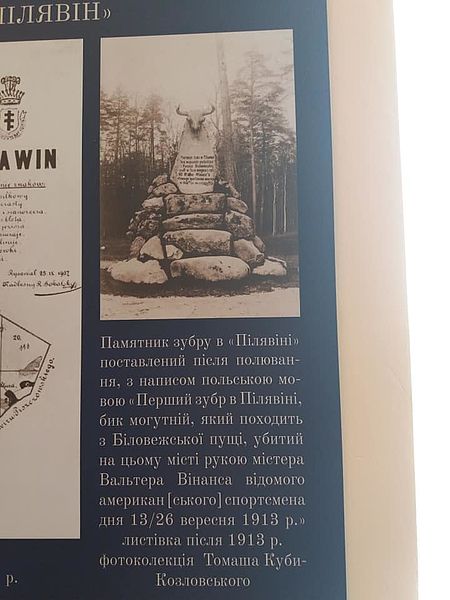 ПІЛЯВІН»
AWIN
20.
Памятник зубру в «Пілявіні»
поставлений після полюван-
ня, з написом польською мо-
вою «Перший зубр в Пілявіні,
бик могутній, який походить
з Біловежської пущі, убитий
на цьому місті рукою містера
Вальтера Вінанса відомого
американ[ського] спортсмена
дня 13/26 вересня 1913 р.»
листівка після 1913 р.
фотоколекція Томаша Куби-
Козловського
р.